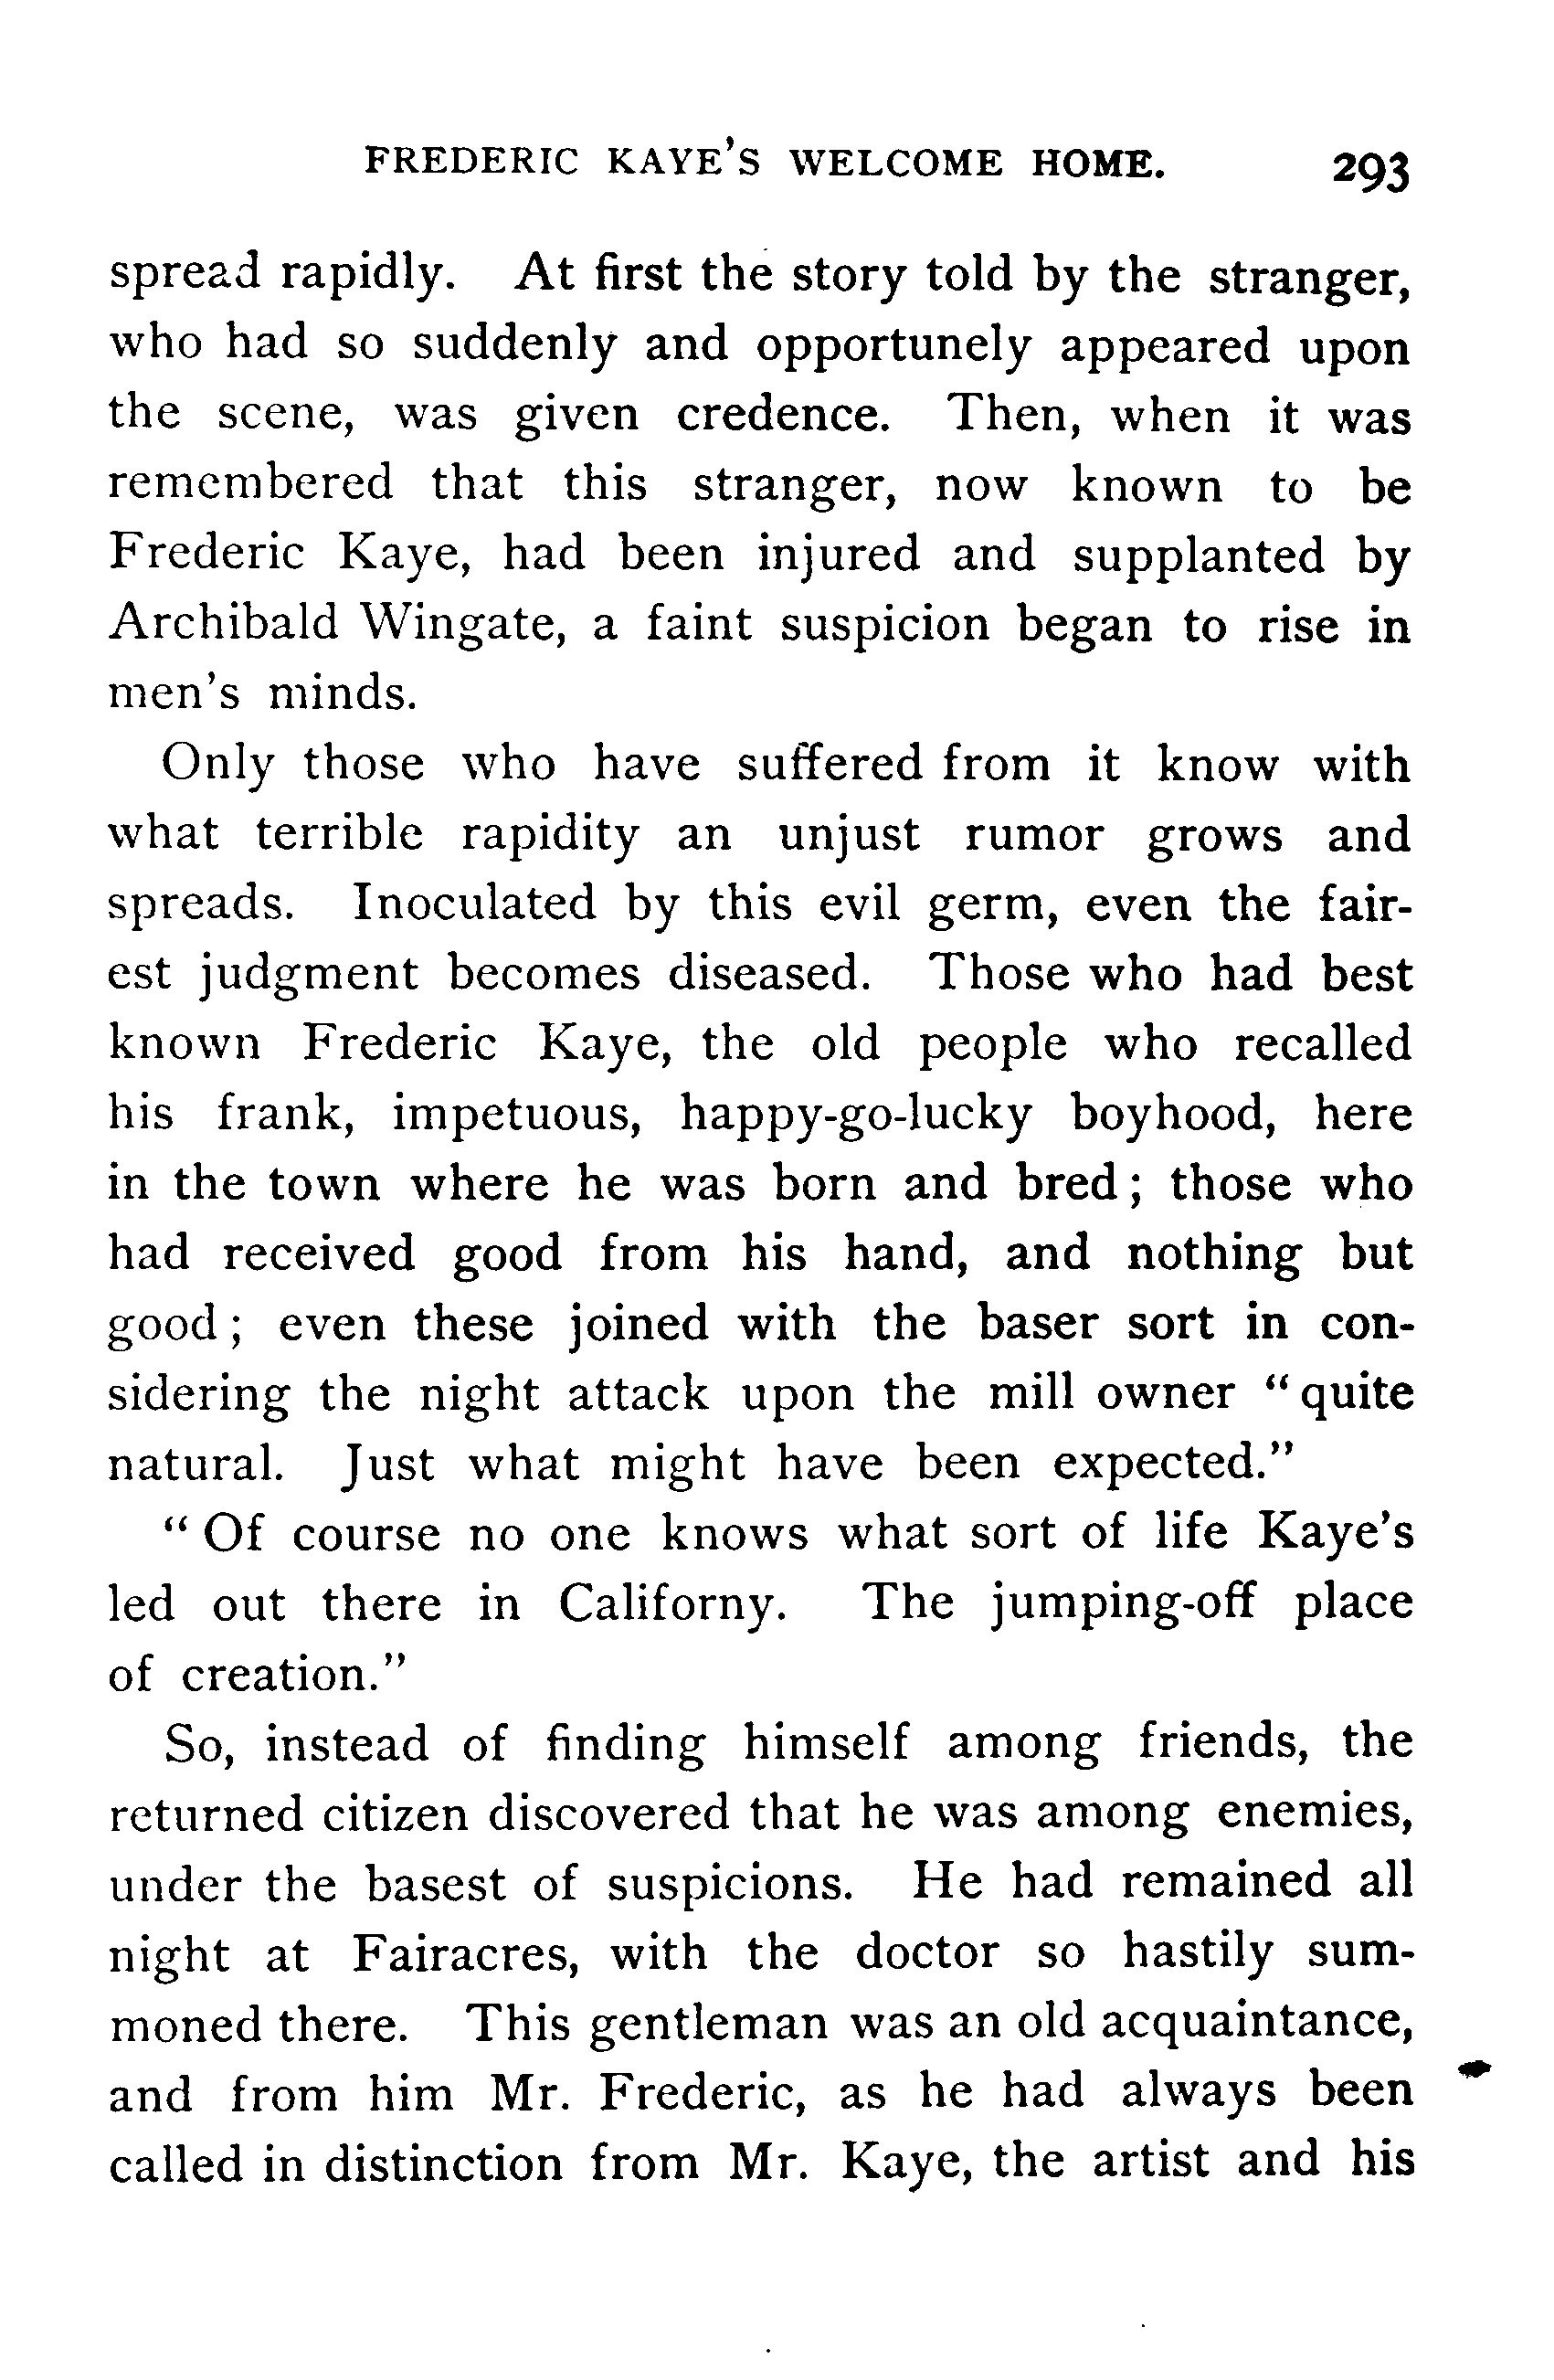 FREDERIC KAYE'S WELCOME HOME. 293
spread rapidly. At first the story told by the stranger,
who had so suddenly and opportunely appeared upon
the scene, was given credence. Then, when it was
remembered that this stranger, now known to be
Frederic Kaye, had been injured and supplanted by
Archibald Wingate, a faint suspicion began to rise in
men's minds.
Only those who have suffered from it know with
what terrible rapidity an unjust rumor grows and
spreads. Inoculated by this evil germ, even the fair-
est judgment becomes diseased. Those who had best
known Frederic Kaye, the old people who recalled
his frank, impetuous, happy-go-lucky boyhood, here
in the town where he was born and bred; those who
had received good from his hand, and nothing but
good; even these joined with the baser sort in con-
sidering the night attack upon the mill owner "quite
natural. Just what might have been expected."
"Of course no one knows what sort of life Kaye's
led out there in Californy. The jumping-off place
of creation."
So, instead of finding himself among friends, the
returned citizen discovered that he was among enemies,
under the basest of suspicions. He had remained all
night at Fairacres, with the doctor so hastily sum-
moned there. This gentleman was an old acquaintance,
and from him Mr. Frederic, as he had always been
called in distinction from Mr. Kaye, the artist and his